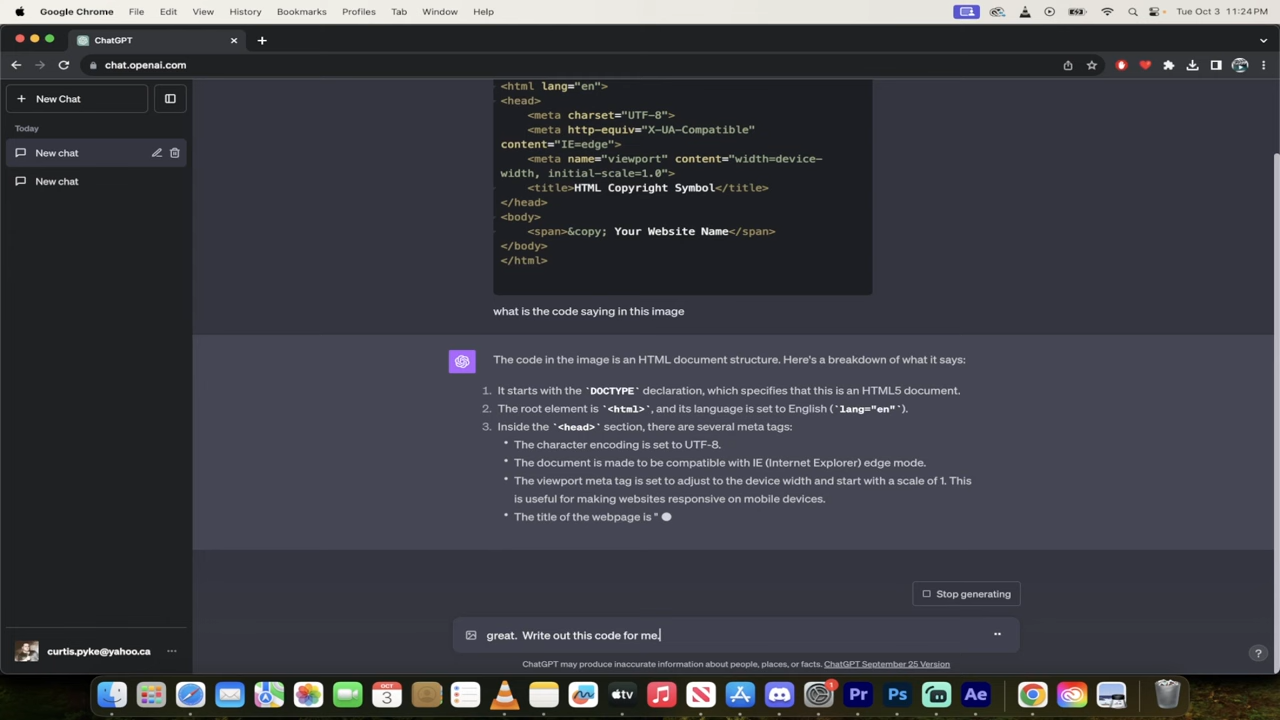 Google Chrome File Edit View History Bookmarks Profiles Tab Window Help Tue Oct 3 11:24 PM
ChatGPT
chat.openai.com
New Chat
Today
New chat
New chat
<html lang="en">
<head>
<meta charset="UTF-8">
<meta http-equiv="X-UA-Compatible"
content="IE=edge">
<meta name="viewport" content="width=device-
width, initial-scale=1.0">
<title>HTML Copyright Symbol</title>
</head>
<body>
<span>&copy; Your Website Name</span>
</body>
</html>
what is the code saying in this image
The code in the image is an HTML document structure. Here's a breakdown of what it says:
1. It starts with the `DOCTYPE` declaration, which specifies that this is an HTML5 document.
2. The root element is `<html>`, and its language is set to English (`lang="en"`).
3. Inside the `<head>` section, there are several meta tags:
• The character encoding is set to UTF-8.
• The document is made to be compatible with IE (Internet Explorer) edge mode.
• The viewport meta tag is set to adjust to the device width and start with a scale of 1. This
is useful for making websites responsive on mobile devices.
• The title of the webpage is "
Stop generating
great. Write out this code for me.
ChatGPT may produce inaccurate information about people, places, or facts. ChatGPT September 25 Version
?
curtis.pyke@yahoo.ca
OCT
3
tv
1
Pr
Ps
Ae